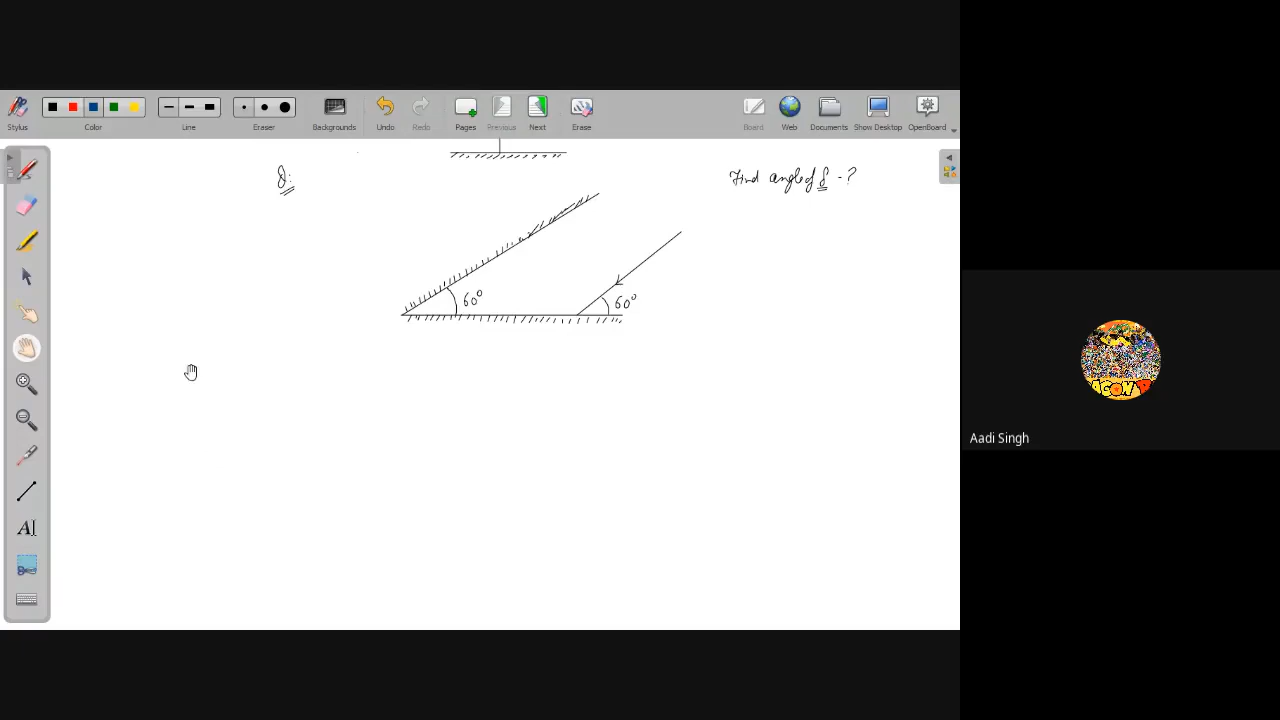 Stylus
Color
Line
Eraser
Backgrounds
Undo
Redo
Pages
Previous
Next
Erase
Board
Web
Documents
Show Desktop
OpenBoard
Q:
Find angle of δ - ?
60°
60°
A
Aadi Singh